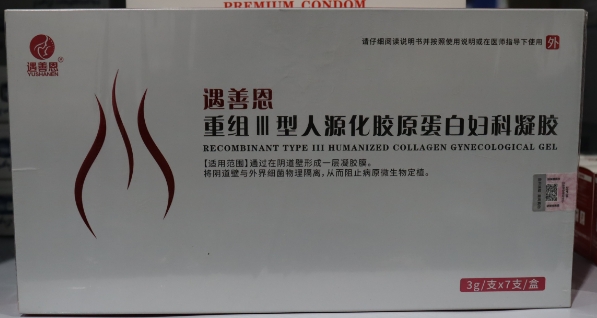 PREMIUM CONDOM
请仔细阅读说明书并按照使用说明或在医师指导下使用 外
遇善恩®
YUSHANEN
遇善恩
重组Ⅲ型人源化胶原蛋白妇科凝胶
RECOMBINANT TYPE III HUMANIZED COLLAGEN GYNECOLOGICAL GEL
【适用范围】通过在阴道壁形成一层凝胶膜。
将阴道壁与外界细菌物理隔离,从而阻止病原微生物定植。
3g/支x7支/盒